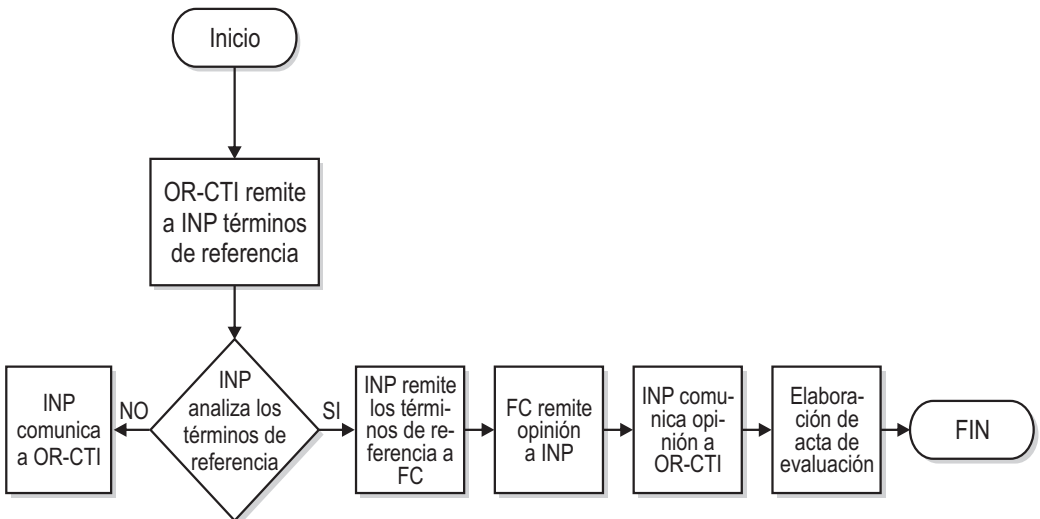 Inicio
OR-CTI remite
a INP términos
de referencia
INP
analiza los
términos de
referencia
NO
INP
comunica
a OR-CTI
SI
INP remite
los térmi-
nos de re-
ferencia a
FC
FC remite
opinión
a INP
INP comu-
nica opi-
nión a
OR-CTI
Elabora-
ción de
acta de
evaluación
FIN